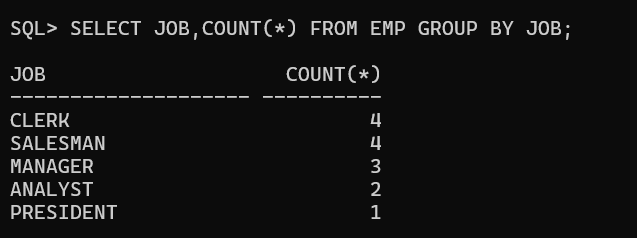 SQL> SELECT JOB,COUNT(*) FROM EMP GROUP BY JOB;
JOB                    COUNT(*)
-------------------- ----------
CLERK                         4
SALESMAN                      4
MANAGER                       3
ANALYST                       2
PRESIDENT                     1